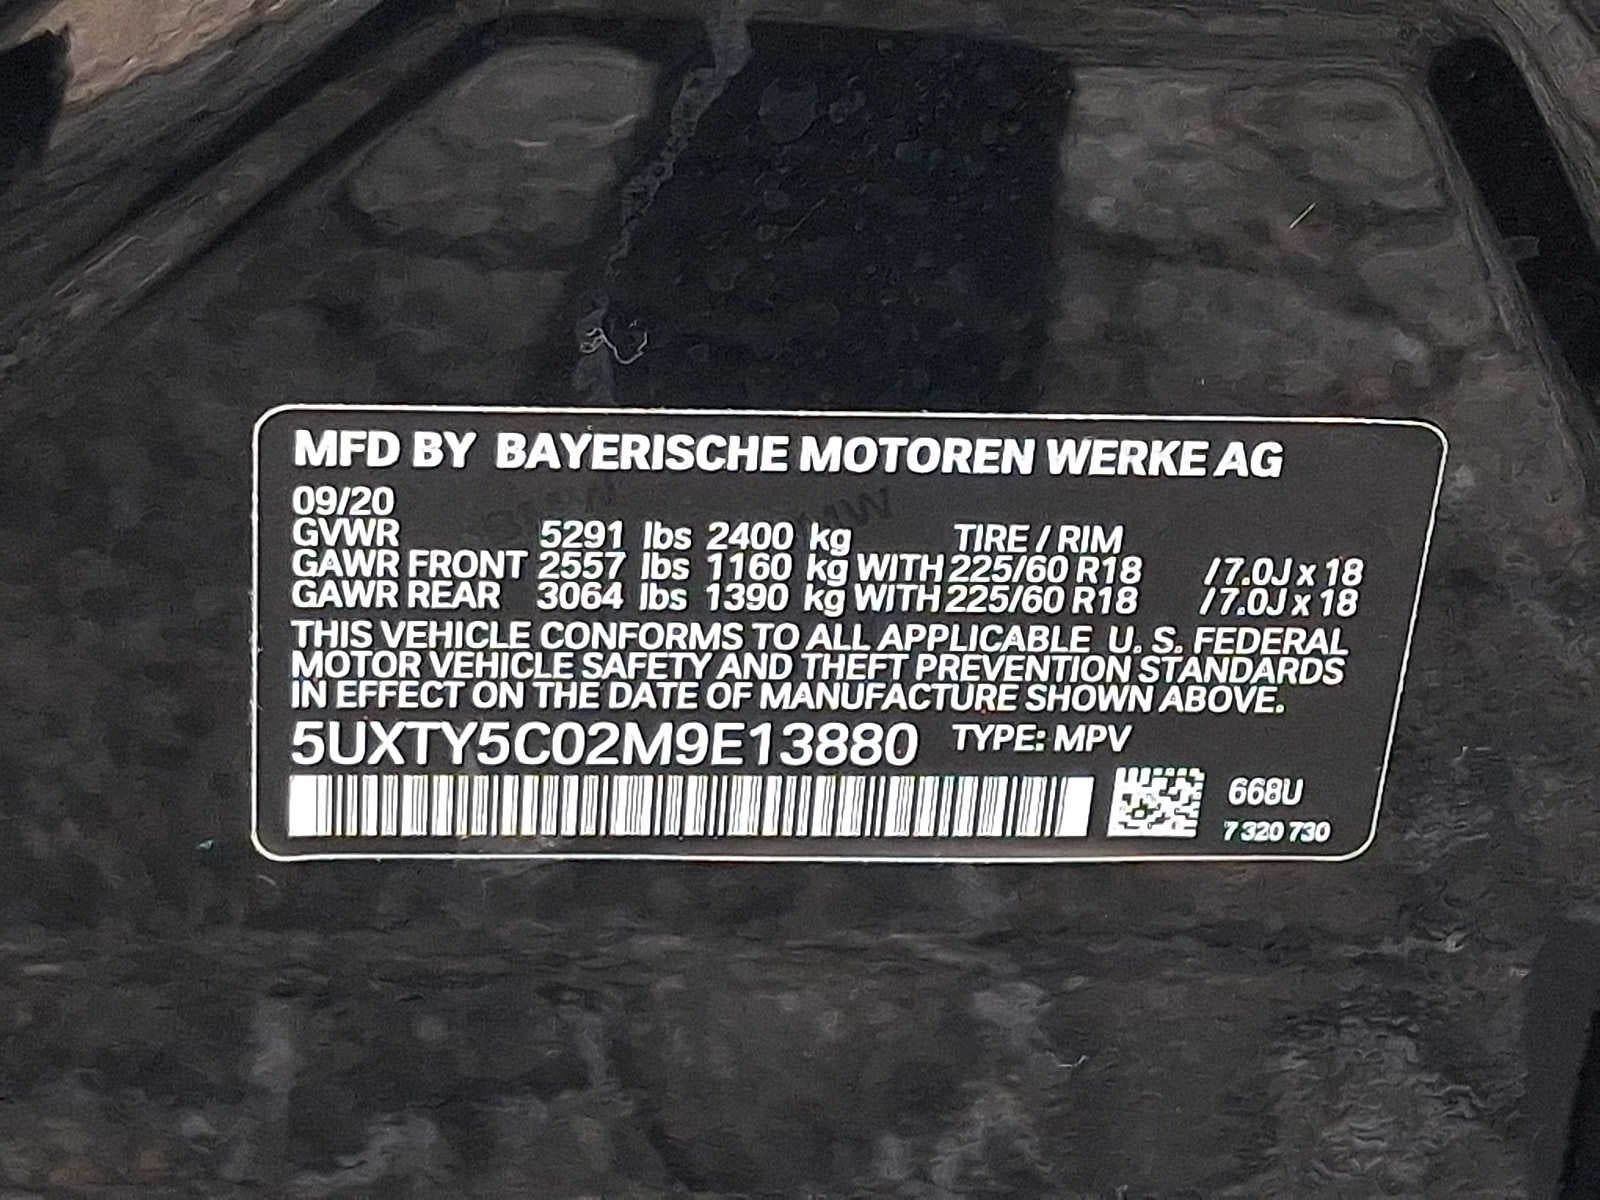 MFD BY BAYERISCHE MOTOREN WERKE AG
09/20
GVWR 5291 lbs 2400 kg TIRE / RIM
GAWR FRONT 2557 lbs 1160 kg WITH 225/60 R18 / 7.0J x 18
GAWR REAR 3064 lbs 1390 kg WITH 225/60 R18 / 7.0J x 18
THIS VEHICLE CONFORMS TO ALL APPLICABLE U. S. FEDERAL
MOTOR VEHICLE SAFETY AND THEFT PREVENTION STANDARDS
IN EFFECT ON THE DATE OF MANUFACTURE SHOWN ABOVE.
5UXTY5C02M9E13880 TYPE: MPV
668U
7 320 730